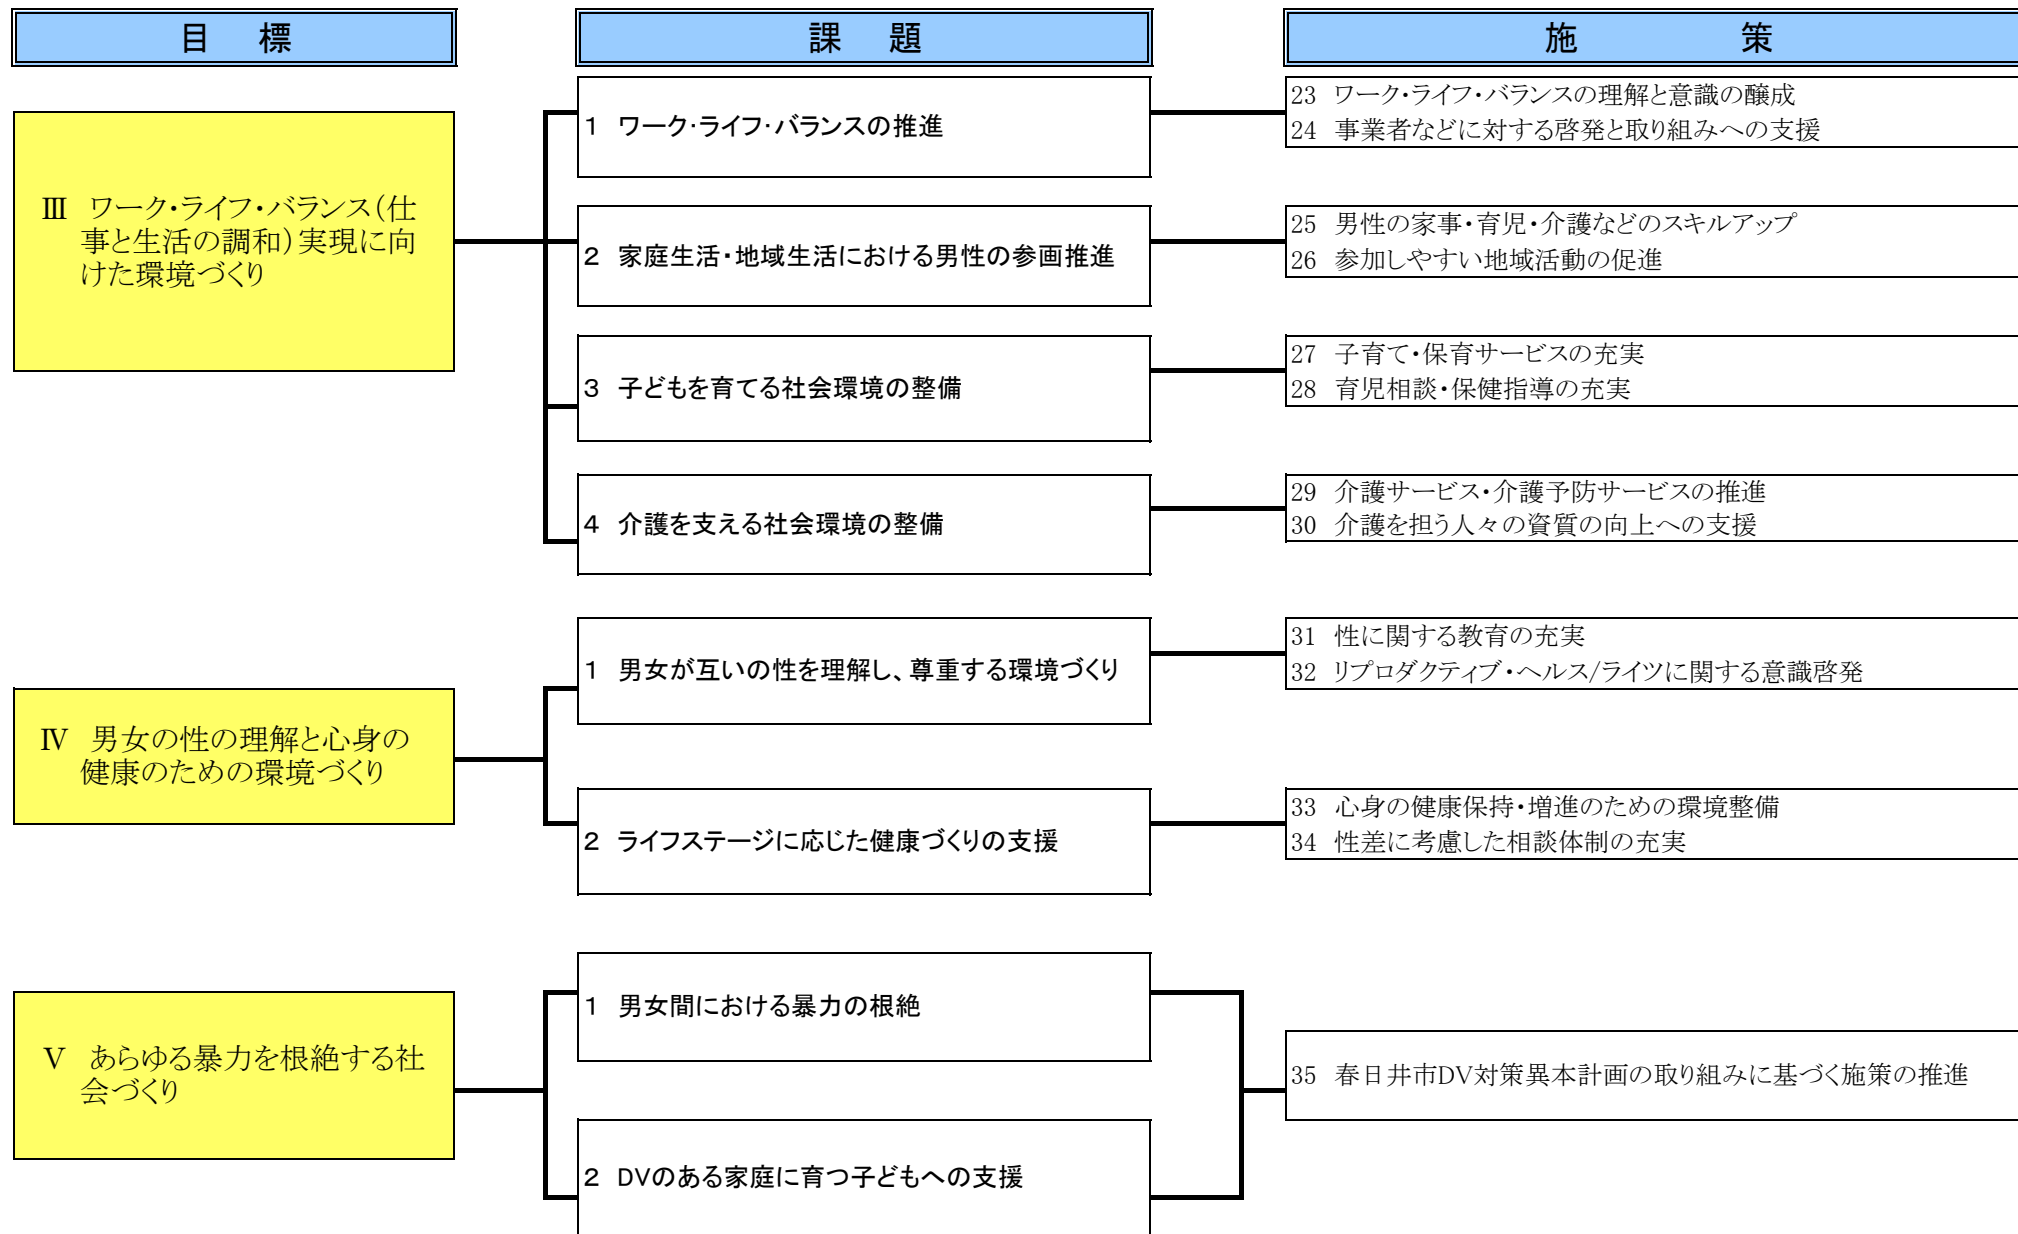 目 標
課 題
施 策
Ⅲ ワーク・ライフ・バランス(仕
事と生活の調和)実現に向
けた環境づくり
1 ワーク・ライフ・バランスの推進
23 ワーク・ライフ・バランスの理解と意識の醸成
24 事業者などに対する啓発と取り組みへの支援
2 家庭生活・地域生活における男性の参画推進
25 男性の家事・育児・介護などのスキルアップ
26 参加しやすい地域活動の促進
3 子どもを育てる社会環境の整備
27 子育て・保育サービスの充実
28 育児相談・保健指導の充実
4 介護を支える社会環境の整備
29 介護サービス・介護予防サービスの推進
30 介護を担う人々の資質の向上への支援
Ⅳ 男女の性の理解と心身の
健康のための環境づくり
1 男女が互いの性を理解し、尊重する環境づくり
31 性に関する教育の充実
32 リプロダクティブ・ヘルス/ライツに関する意識啓発
2 ライフステージに応じた健康づくりの支援
33 心身の健康保持・増進のための環境整備
34 性差に考慮した相談体制の充実
Ⅴ あらゆる暴力を根絶する社
会づくり
1 男女間における暴力の根絶
2 DVのある家庭に育つ子どもへの支援
35 春日井市DV対策異本計画の取り組みに基づく施策の推進